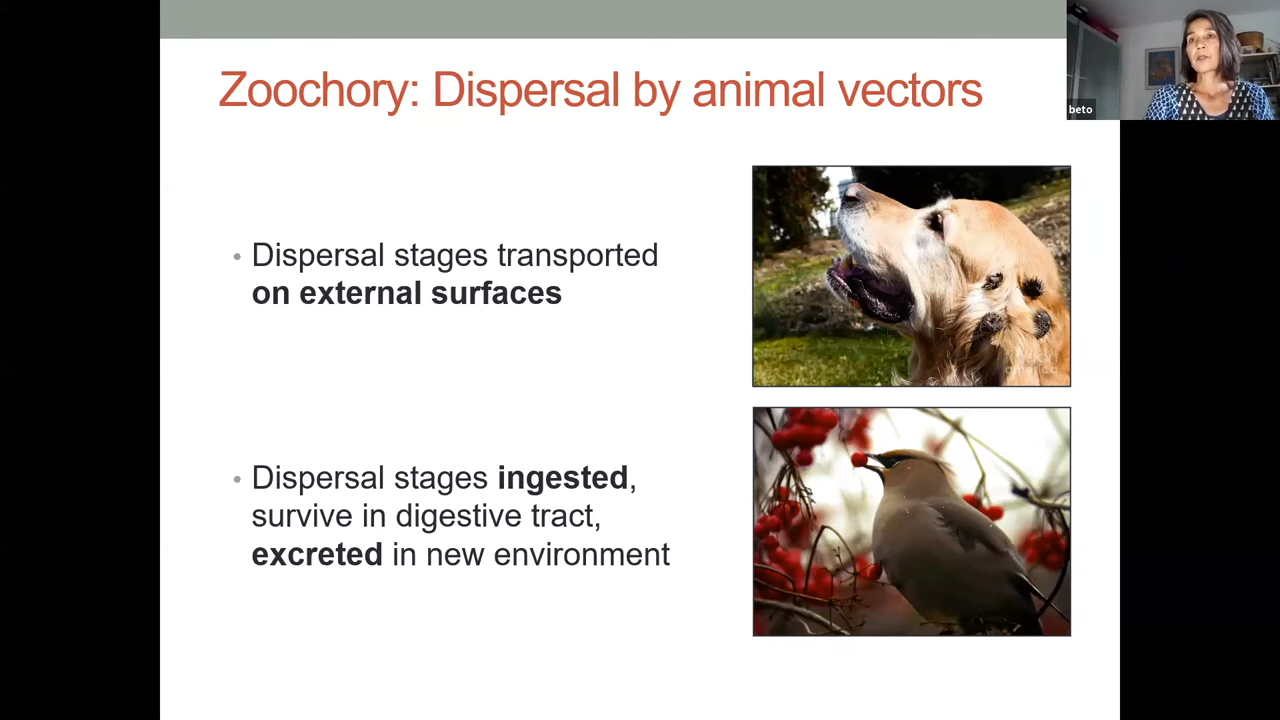 Zoochory: Dispersal by animal vectors
beto
• Dispersal stages transported
on external surfaces
america
• Dispersal stages ingested,
survive in digestive tract,
excreted in new environment